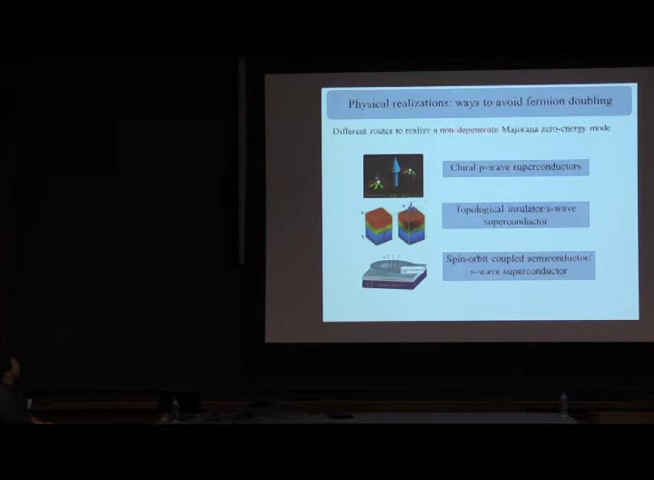 Physical realizations: ways to avoid fermion doubling
Different routes to realize a non-degenerate Majorana zero-energy mode
Chiral p-wave superconductors
Topological insulator/s-wave
superconductor
Spin-orbit coupled semiconductor/
s-wave superconductor